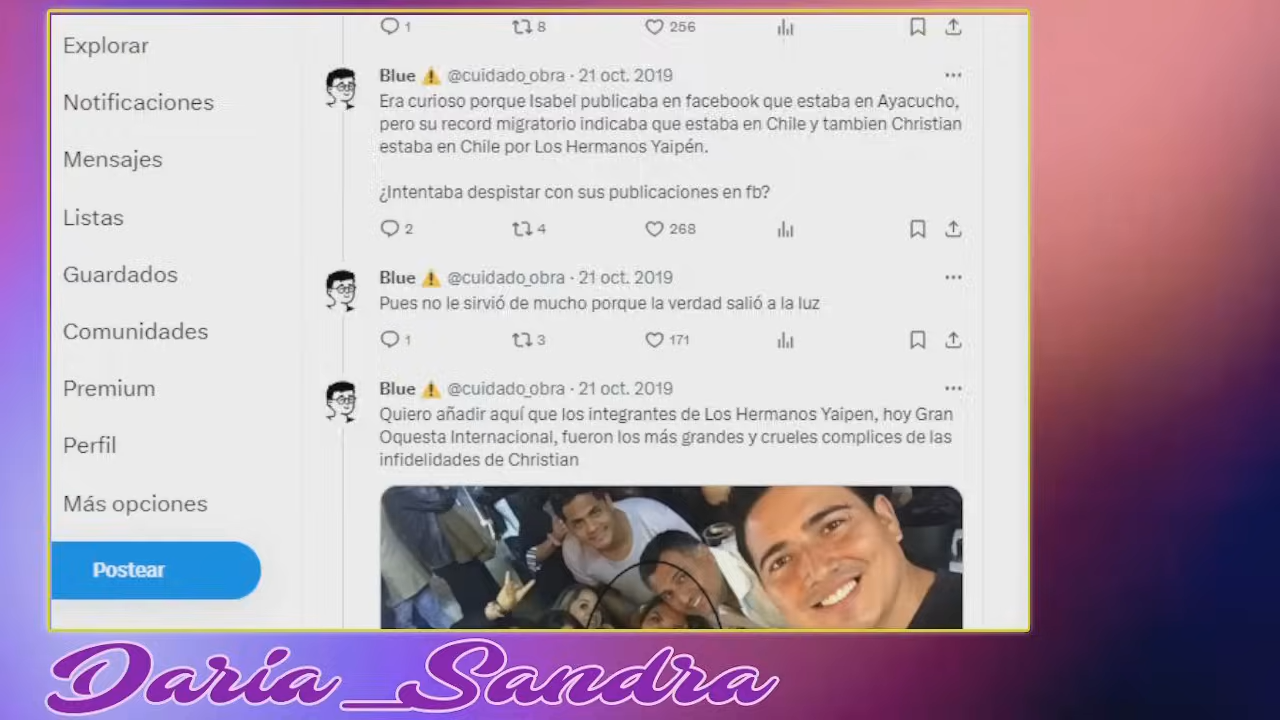 Explorar
Notificaciones
Mensajes
Listas
Guardados
Comunidades
Premium
Perfil
Más opciones
Postear
1 8 256
Blue ⚠️ @cuidado_obra · 21 oct. 2019
Era curioso porque Isabel publicaba en facebook que estaba en Ayacucho,
pero su record migratorio indicaba que estaba en Chile y tambien Christian
estaba en Chile por Los Hermanos Yaipén.
¿Intentaba despistar con sus publicaciones en fb?
2 4 268
Blue ⚠️ @cuidado_obra · 21 oct. 2019
Pues no le sirvió de mucho porque la verdad salió a la luz
1 3 171
Blue ⚠️ @cuidado_obra · 21 oct. 2019
Quiero añadir aquí que los integrantes de Los Hermanos Yaipen, hoy Gran
Oquesta Internacional, fueron los más grandes y crueles complices de las
infidelidades de Christian
Daria_Sandra